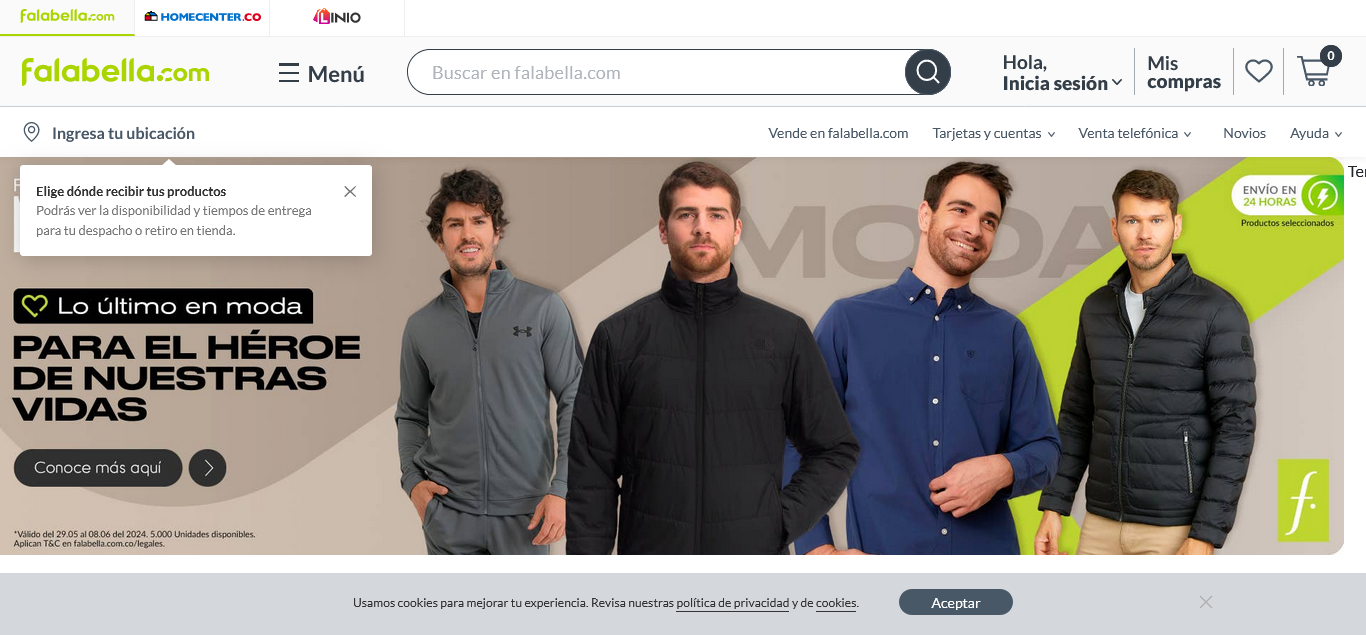 falabella.com
HOMECENTER.CO
LINIO
falabella.com
Menú
Buscar en falabella.com
Hola,
Inicia sesión
Mis
compras
0
Ingresa tu ubicación
Vende en falabella.com
Tarjetas y cuentas
Venta telefónica
Novios
Ayuda
Elige dónde recibir tus productos
Podrás ver la disponibilidad y tiempos de entrega
para tu despacho o retiro en tienda.
MODA
ENVÍO EN
24 HORAS
Productos seleccionados
Lo último en moda
PARA EL HÉROE
DE NUESTRAS
VIDAS
Conoce más aquí
*Válido del 29.05 al 08.06 del 2024. 5.000 Unidades disponibles.
Aplican T&C en falabella.com.co/legales.
f.
Usamos cookies para mejorar tu experiencia. Revisa nuestras política de privacidad y de cookies.
Aceptar